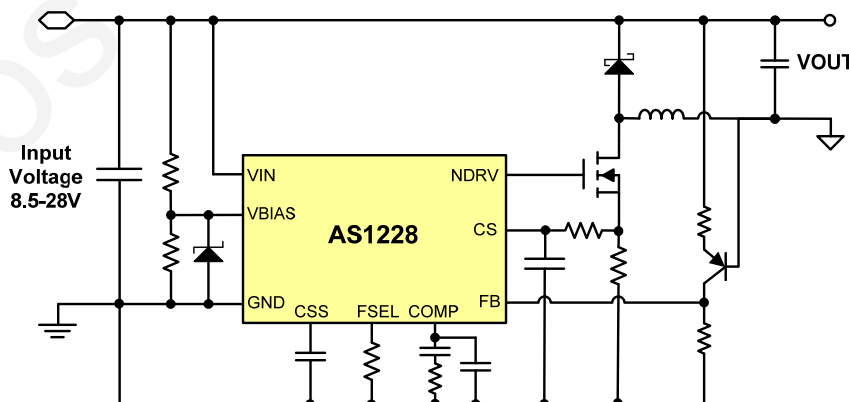 VOUT
Input
Voltage
8.5-28V
VIN
NDRV
VBIAS
AS1228
CS
GND
FB
CSS
FSEL
COMP